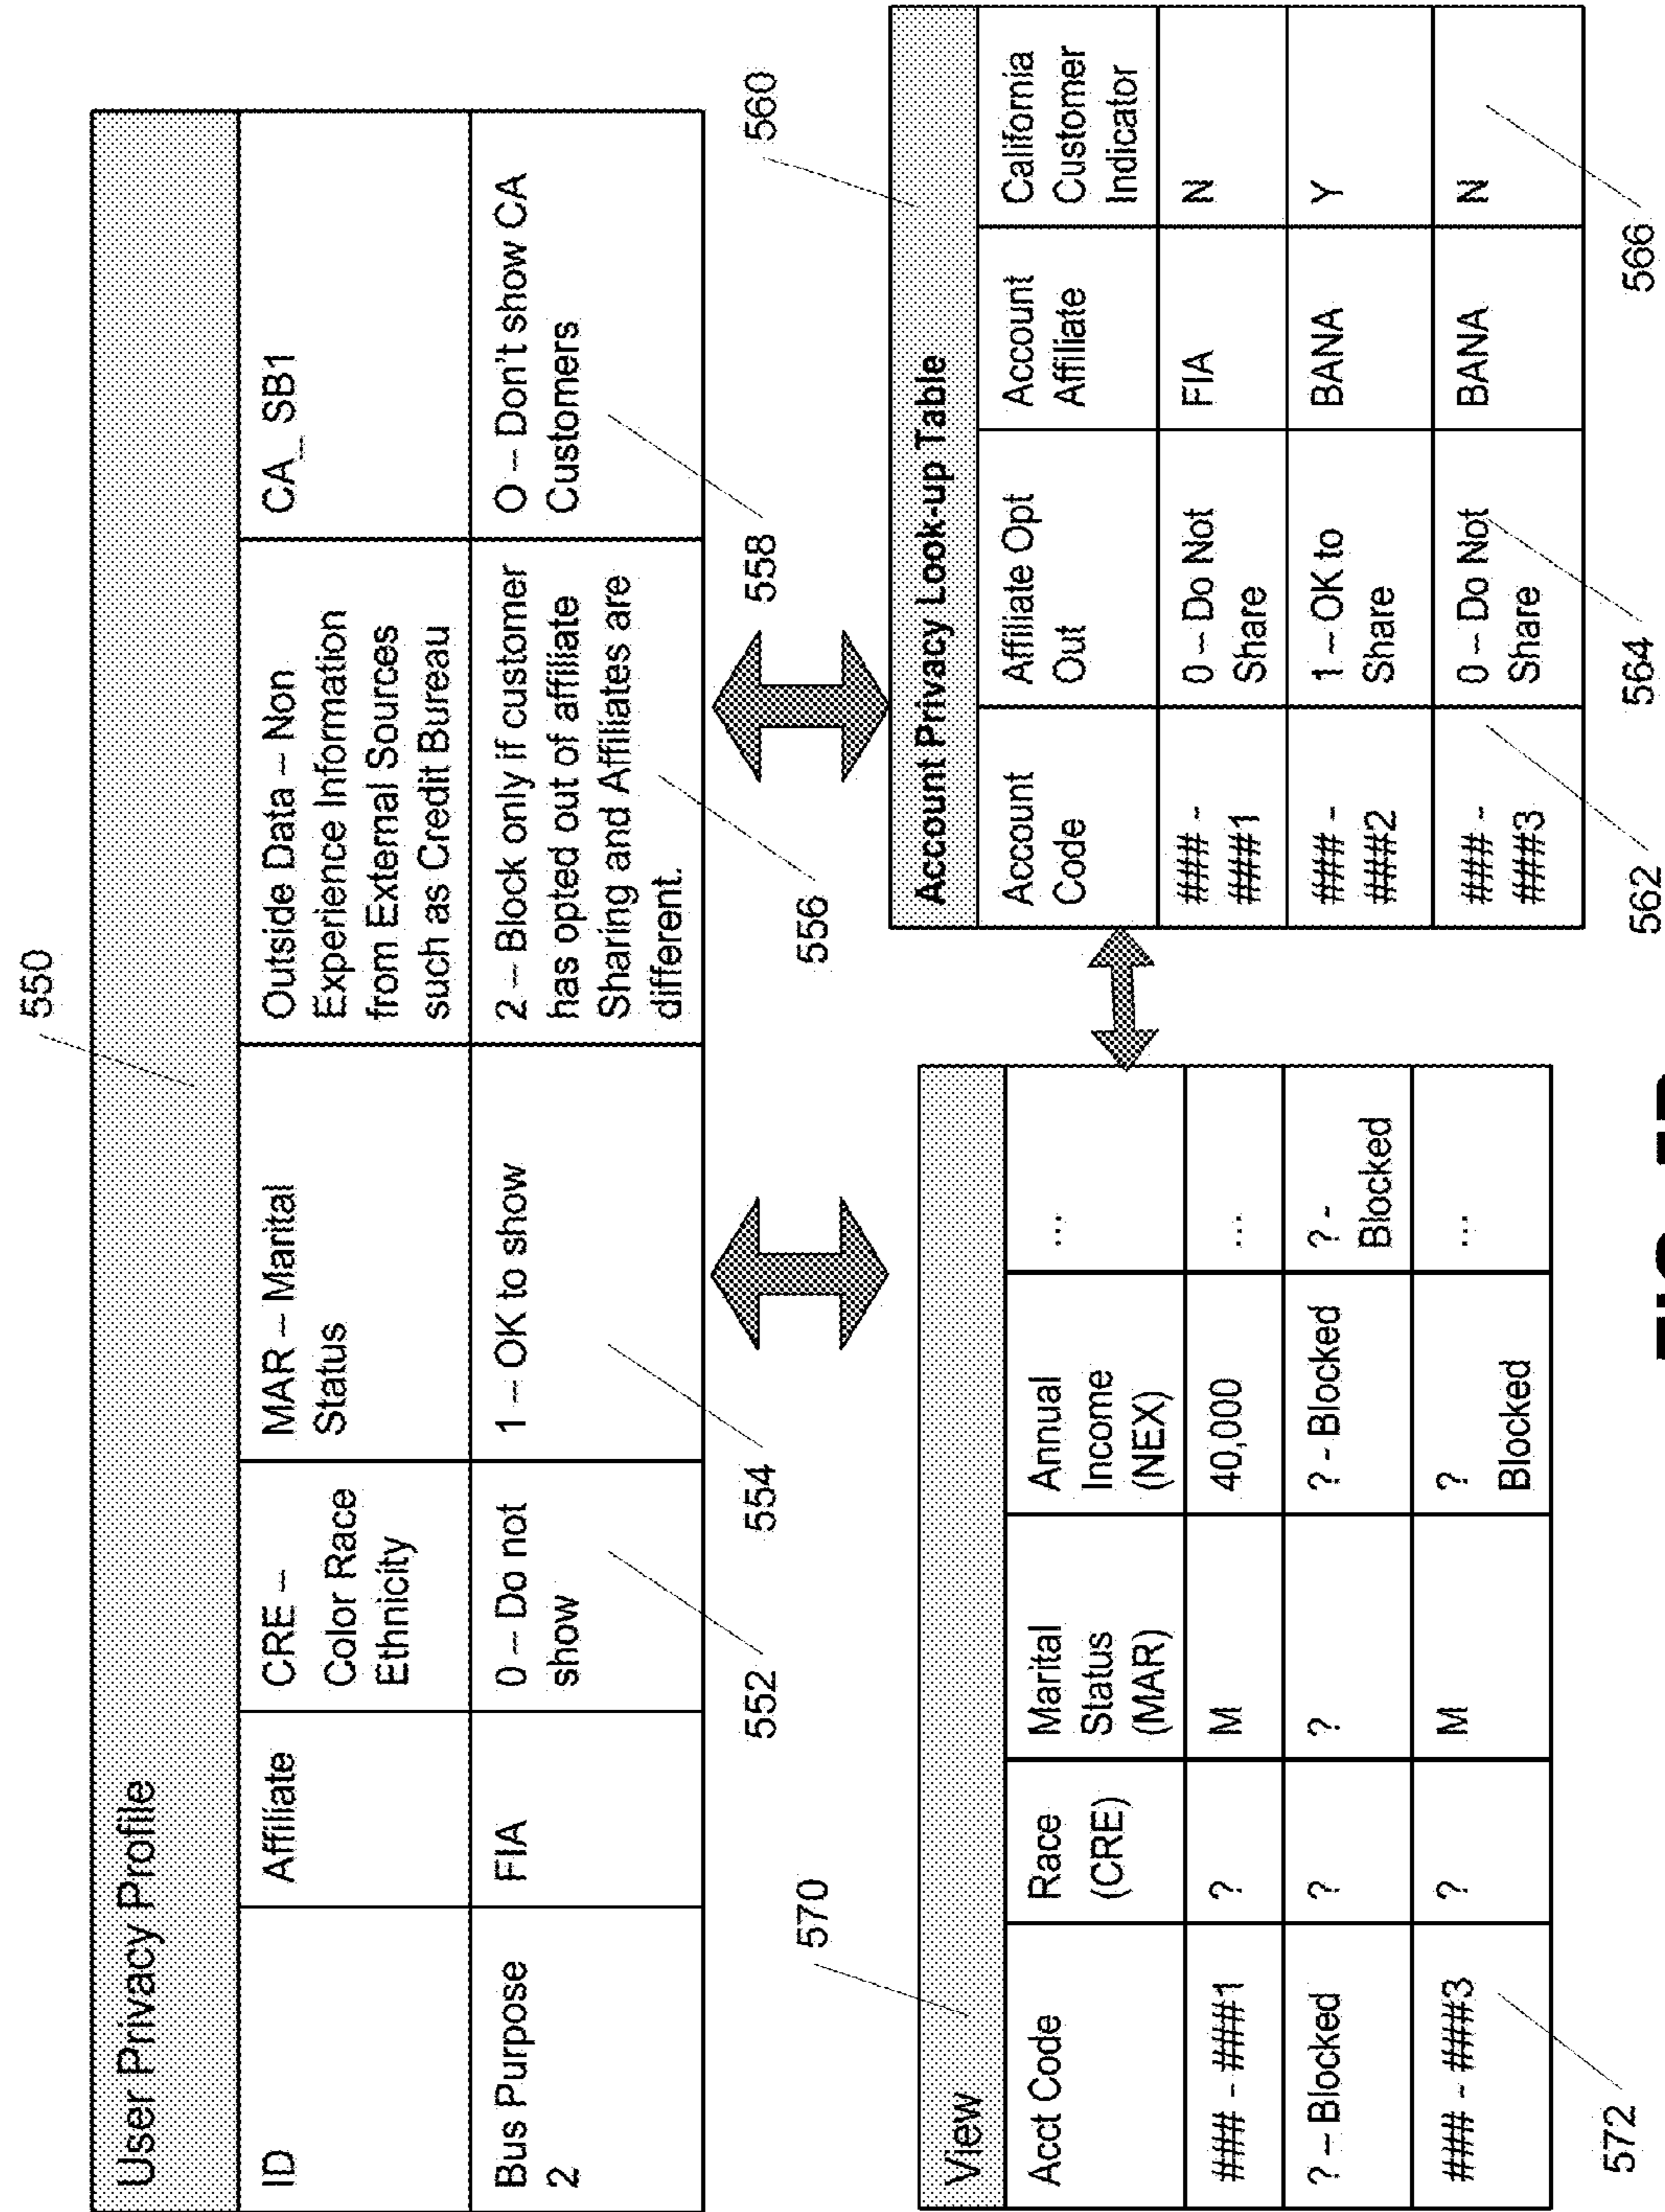 550
User Privacy Profile
ID
Affiliate
CRE –
Color Race
Ethnicity
MAR – Marital
Status
Outside Data – Non
Experience Information
from External Sources
such as Credit Bureau
CA_SB1
Bus Purpose
2
FIA
0 – Do not
show
1 – OK to show
2 – Block only if customer
has opted out of affiliate
Sharing and Affiliates are
different.
O – Don't show CA
Customers
552
554
556
558
560
570
View
Acct Code
Race
(CRE)
Marital
Status
(MAR)
Annual
Income
(NEX)
...
### - ###1
?
M
40,000
...
? – Blocked
?
?
? - Blocked
? -
Blocked
### - ###3
?
M
?
Blocked
...
572
Account Privacy Look-up Table
Account
Code
Affiliate Opt
Out
Account
Affiliate
California
Customer
Indicator
### -
###1
0 – Do Not
Share
FIA
N
### -
###2
1 – OK to
Share
BANA
Y
### -
###3
0 – Do Not
Share
BANA
N
562
564
566